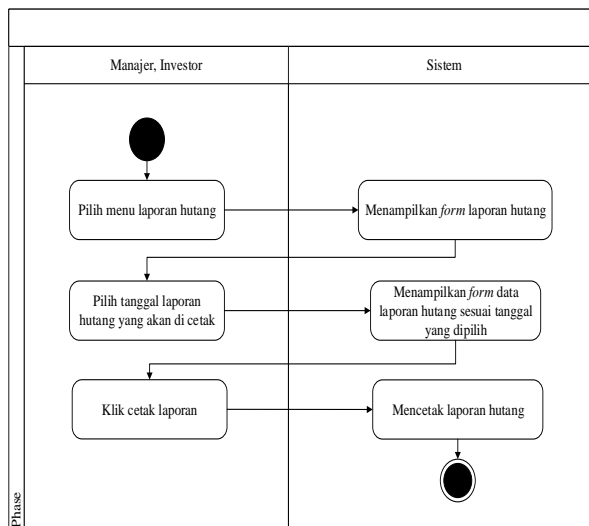 Manajer, Investor
Sistem
Pilih menu laporan hutang
Menampilkan form laporan hutang
Pilih tanggal laporan
hutang yang akan di cetak
Menampilkan form data
laporan hutang sesuai tanggal
yang dipilih
Klik cetak laporan
Mencetak laporan hutang
Phase